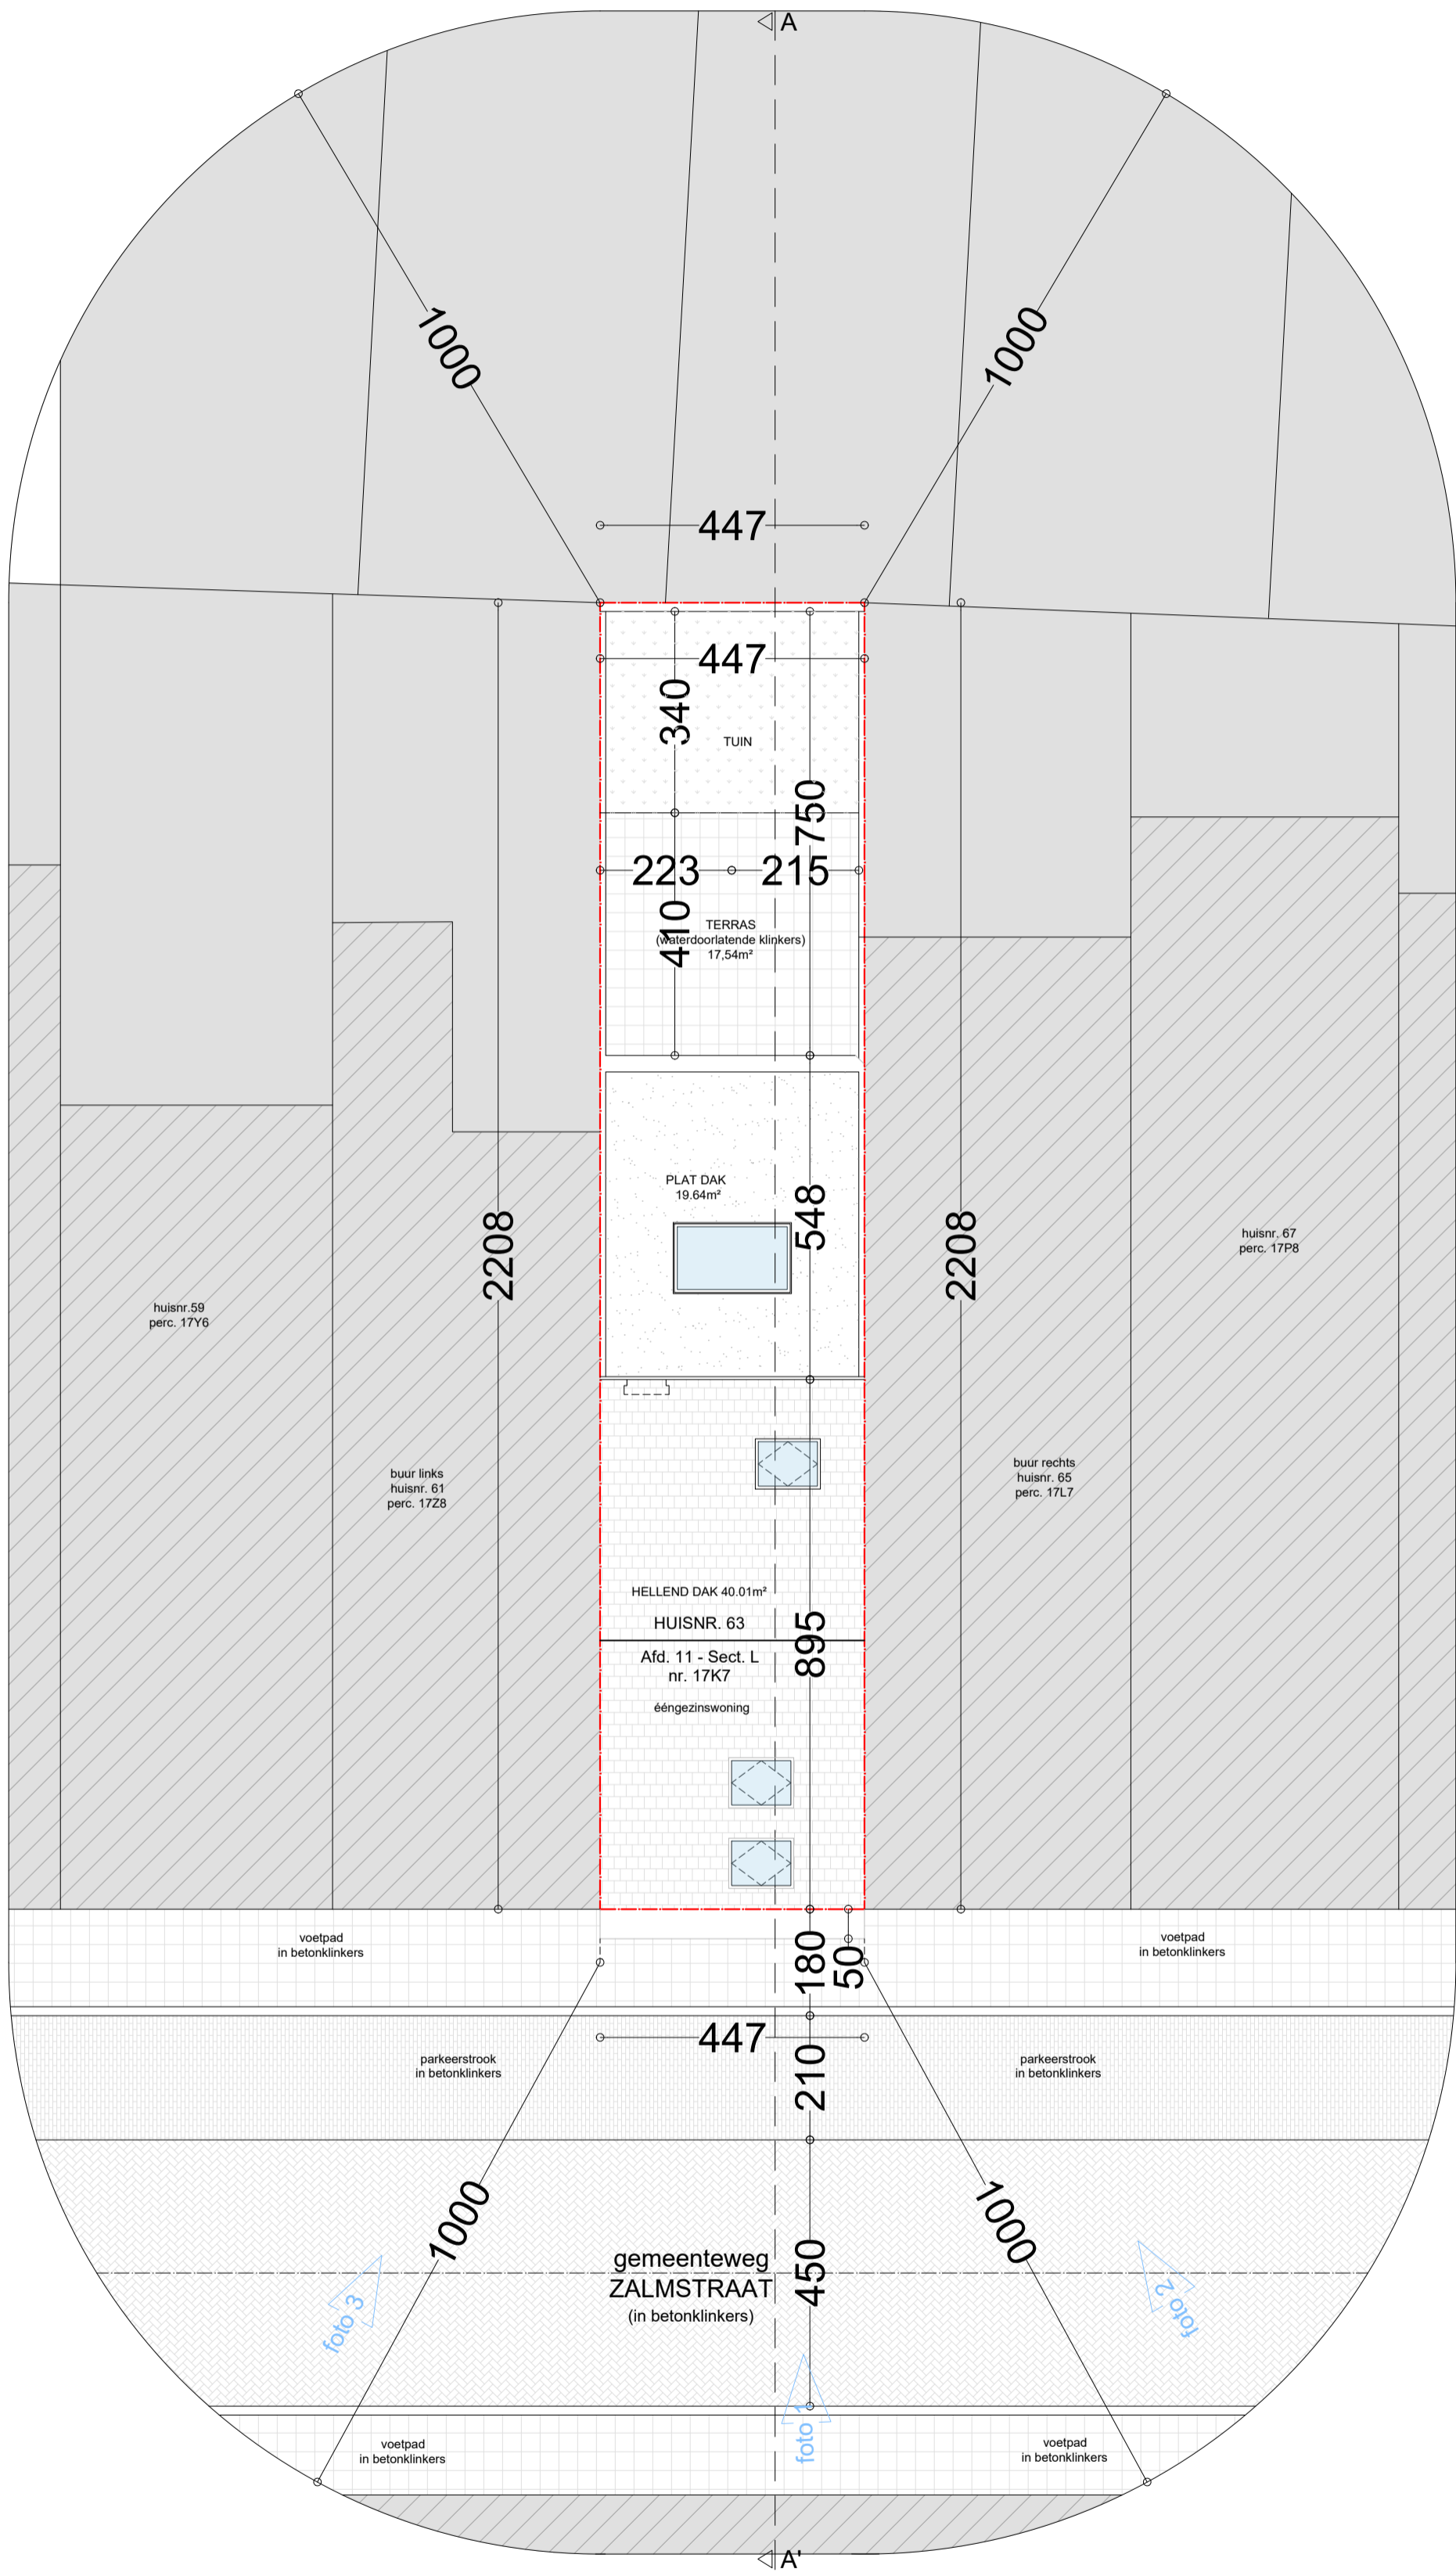 A
1000
1000
447
447
340
TUIN
750
223
215
410
TERRAS
(waterdoorlatende klinkers)
17,54m²
PLAT DAK
19.64m²
548
2208
2208
huisnr. 67
perc. 17P8
huisnr.59
perc. 17Y6
buur links
huisnr. 61
perc. 17Z8
buur rechts
huisnr. 65
perc. 17L7
HELLEND DAK 40.01m²
HUISNR. 63
895
Afd. 11 - Sect. L
nr. 17K7
ééngezinswoning
voetpad
in betonklinkers
voetpad
in betonklinkers
180
50
447
parkeerstrook
in betonklinkers
parkeerstrook
in betonklinkers
210
1000
1000
gemeenteweg
ZALMSTRAAT
(in betonklinkers)
450
foto 3
foto 2
foto 1
voetpad
in betonklinkers
voetpad
in betonklinkers
A'